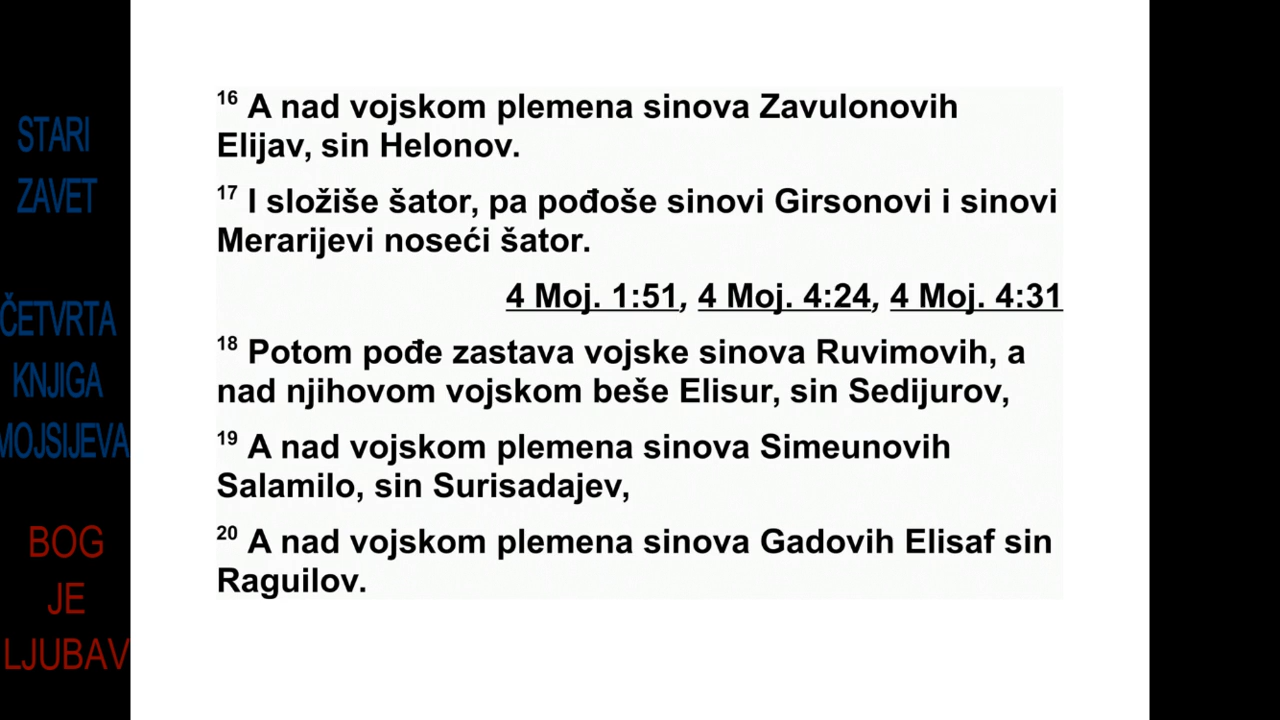 STARI
ZAVET
ČETVRTA
KNJIGA
MOJSIJEVA
BOG
JE
LJUBAV
16 A nad vojskom plemena sinova Zavulonovih
Elijav, sin Helonov.
17 I složiše šator, pa pođoše sinovi Girsonovi i sinovi
Merarijevi noseći šator.
4 Moj. 1:51, 4 Moj. 4:24, 4 Moj. 4:31
18 Potom pođe zastava vojske sinova Ruvimovih, a
nad njihovom vojskom beše Elisur, sin Sedijurov,
19 A nad vojskom plemena sinova Simeunovih
Salamilo, sin Surisadajev,
20 A nad vojskom plemena sinova Gadovih Elisaf sin
Raguilov.